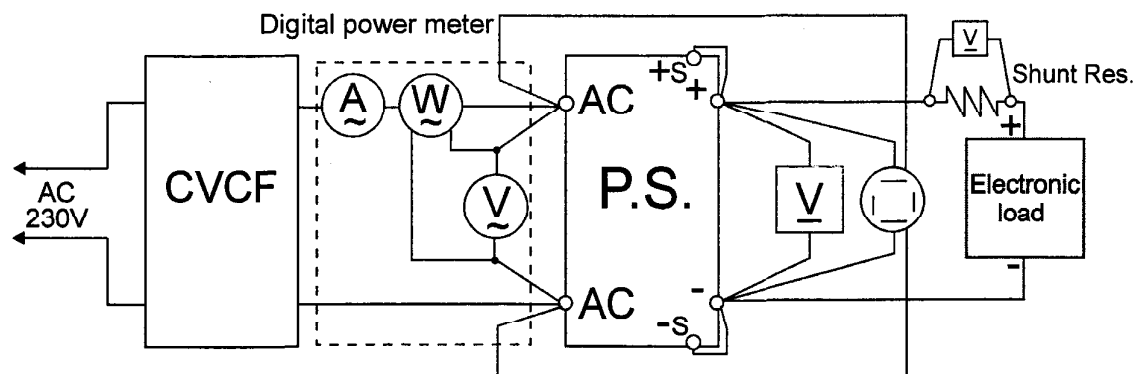 Digital power meter
AC
230V
CVCF
A
~
W
~
V
~
AC
AC
P.S.
+S
+
-
-S
V
V
Shunt Res.
+
Electronic
load
-